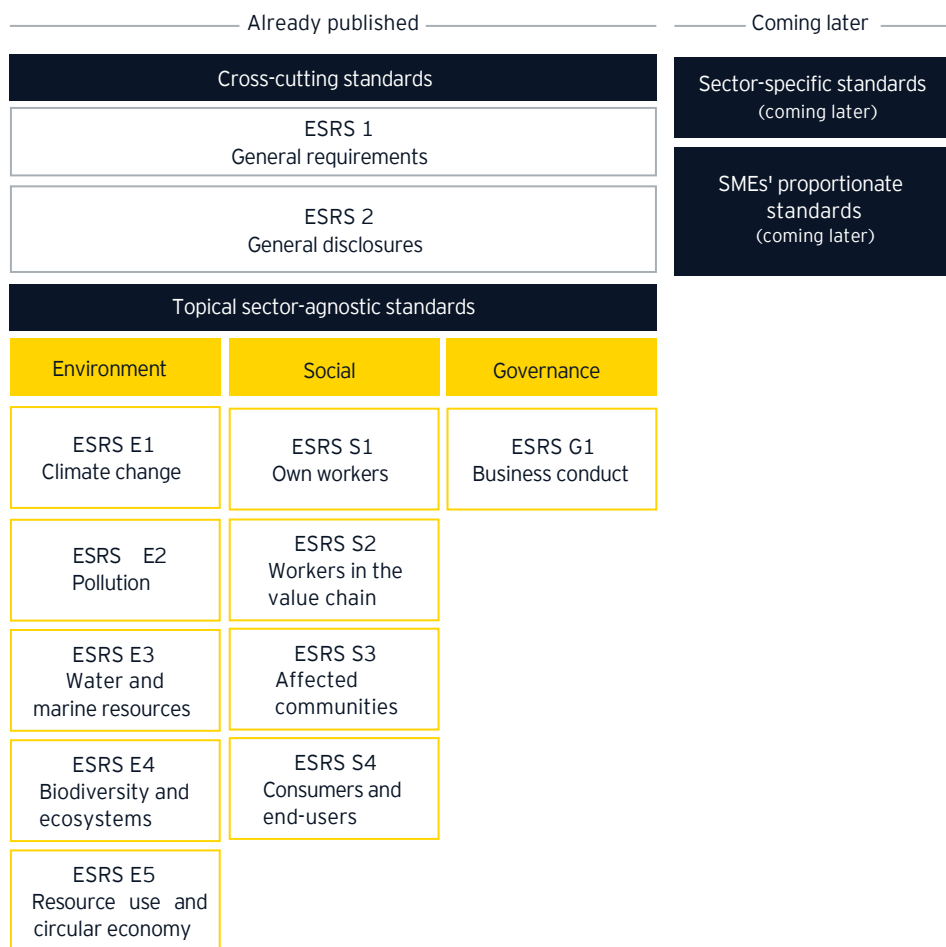 Already published
Coming later
Cross-cutting standards
ESRS 1
General requirements
ESRS 2
General disclosures
Sector-specific standards
(coming later)
SMEs' proportionate
standards
(coming later)
Topical sector-agnostic standards
Environment
Social
Governance
ESRS E1
Climate change
ESRS S1
Own workers
ESRS G1
Business conduct
ESRS E2
Pollution
ESRS S2
Workers in the
value chain
ESRS E3
Water and
marine resources
ESRS S3
Affected
communities
ESRS E4
Biodiversity and
ecosystems
ESRS S4
Consumers and
end-users
ESRS E5
Resource use and
circular economy